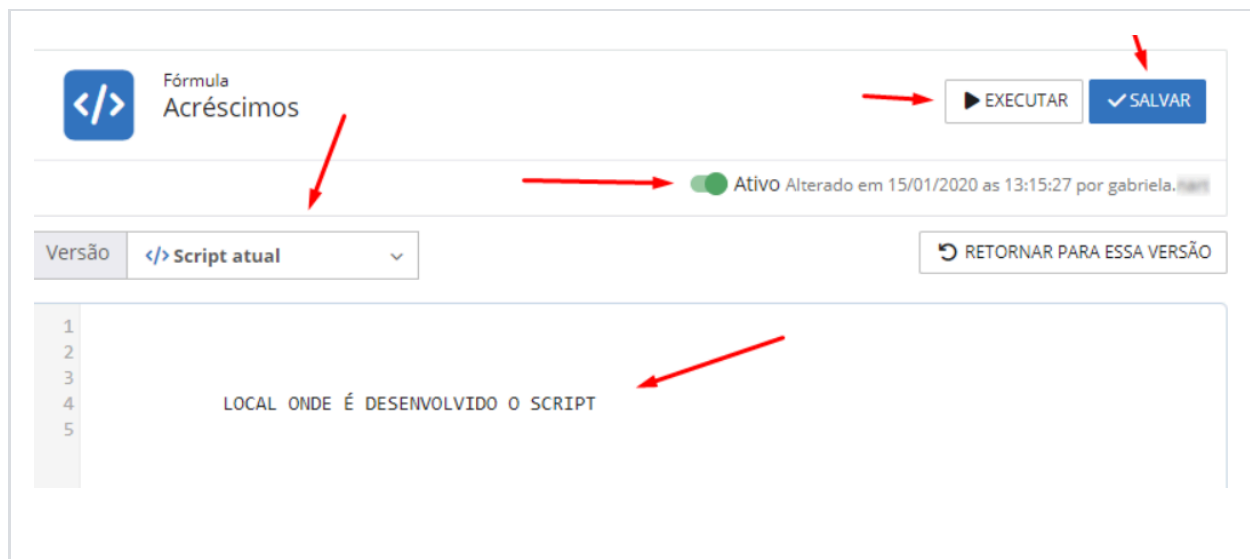 Fórmula
Acréscimos
EXECUTAR
SALVAR
Ativo Alterado em 15/01/2020 as 13:15:27 por gabriela.
Versão
</> Script atual
RETORNAR PARA ESSA VERSÃO
1
2
3
4 LOCAL ONDE É DESENVOLVIDO O SCRIPT
5